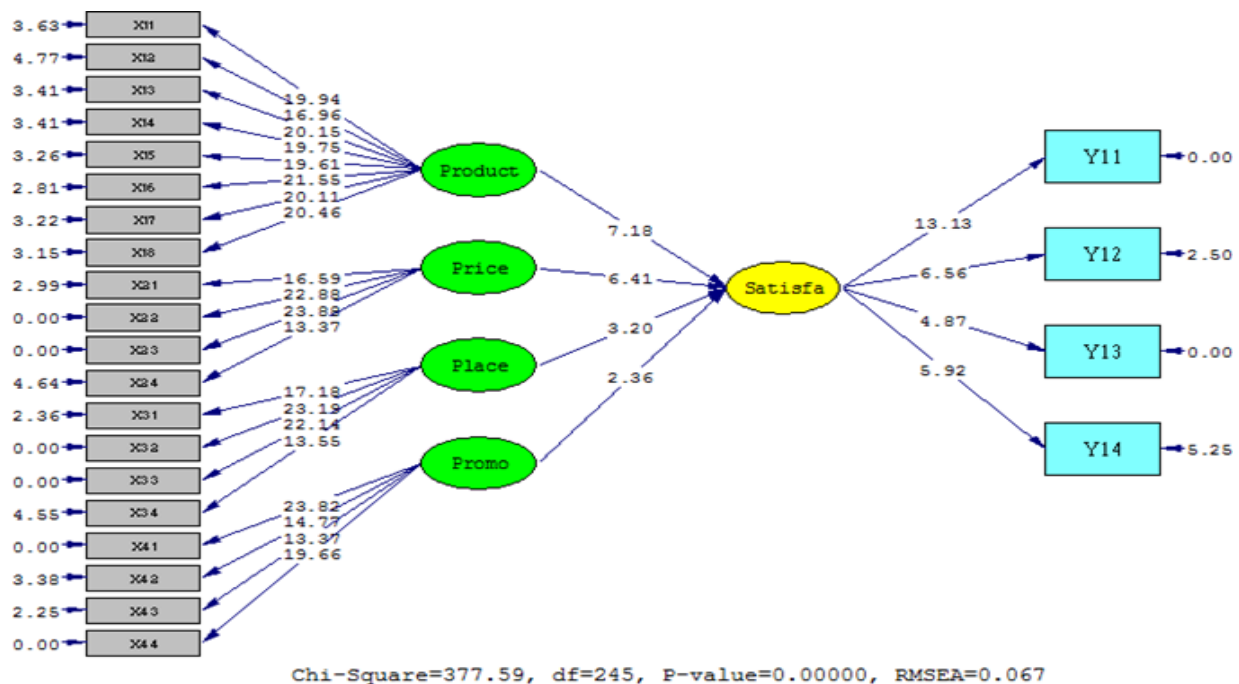 3.63 X11
4.77 X12
3.41 X13
3.41 X14
3.26 X15
2.81 X16
3.22 X17
3.15 X18
2.99 X21
0.00 X22
0.00 X23
4.64 X24
2.36 X31
0.00 X32
0.00 X33
4.55 X34
0.00 X41
3.38 X42
2.25 X43
0.00 X44
19.94
16.96
20.15
19.75
19.61
21.55
20.11
20.46
16.59
22.88
23.82
13.37
17.18
23.19
22.14
13.55
23.82
14.77
13.37
19.66
Product
Price
Place
Promo
7.18
6.41
3.20
2.36
Satisfa
13.13
6.56
4.87
5.92
Y11 0.00
Y12 2.50
Y13 0.00
Y14 5.25
Chi-Square=377.59, df=245, P-value=0.00000, RMSEA=0.067